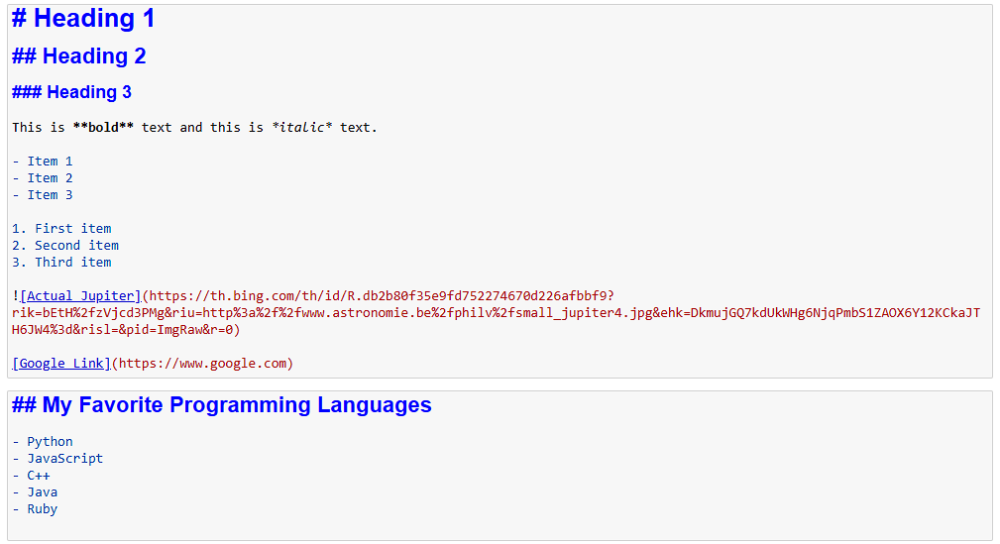 # Heading 1
## Heading 2
### Heading 3
This is **bold** text and this is *italic* text.
- Item 1
- Item 2
- Item 3
1. First item
2. Second item
3. Third item
![Actual Jupiter](https://th.bing.com/th/id/R.db2b80f35e9fd752274670d226afbbf9?
rik=bEtH%2fzVjcd3PMg&riu=http%3a%2f%2fwww.astronomie.be%2fphilv%2fsmall_jupiter4.jpg&ehk=DkmujGQ7kdUkWHg6NjqPmbS1ZAOX6Y12KCkaJT
H6JW4%3d&risl=&pid=ImgRaw&r=0)
[Google Link](https://www.google.com)
## My Favorite Programming Languages
- Python
- JavaScript
- C++
- Java
- Ruby